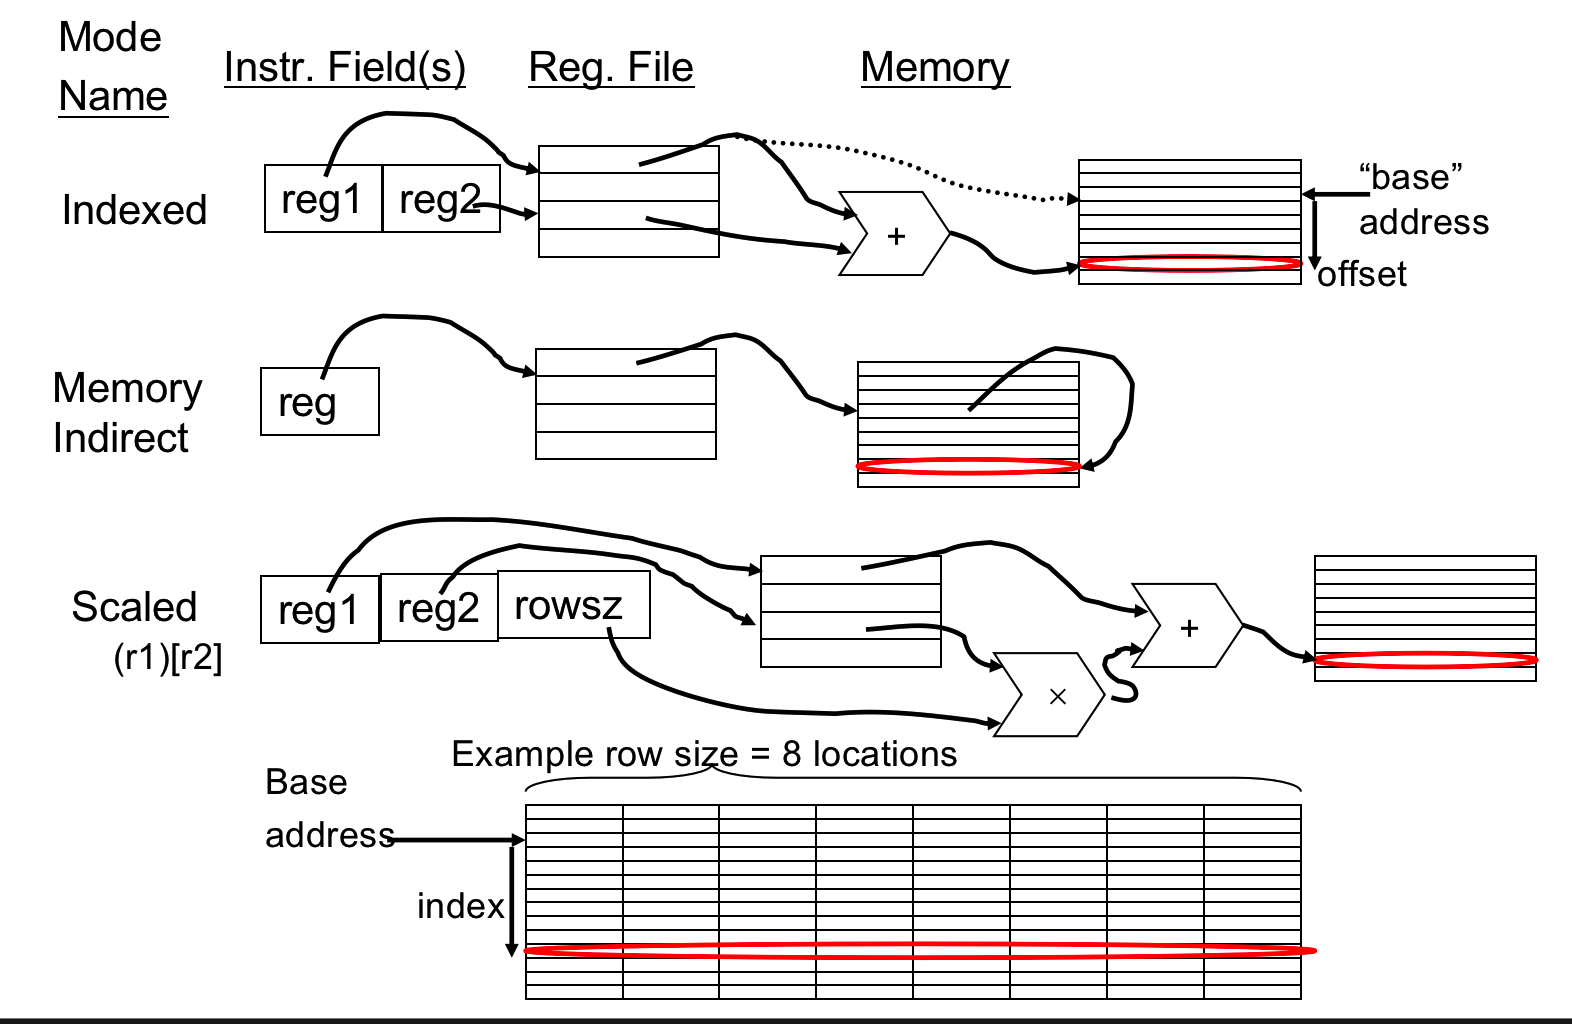 Mode
Name
Instr. Field(s)
Reg. File
Memory
Indexed
reg1
reg2
+
“base”
address
offset
Memory
Indirect
reg
Scaled
(r1)[r2]
reg1
reg2
rowsz
+
×
Example row size = 8 locations
Base
address
index